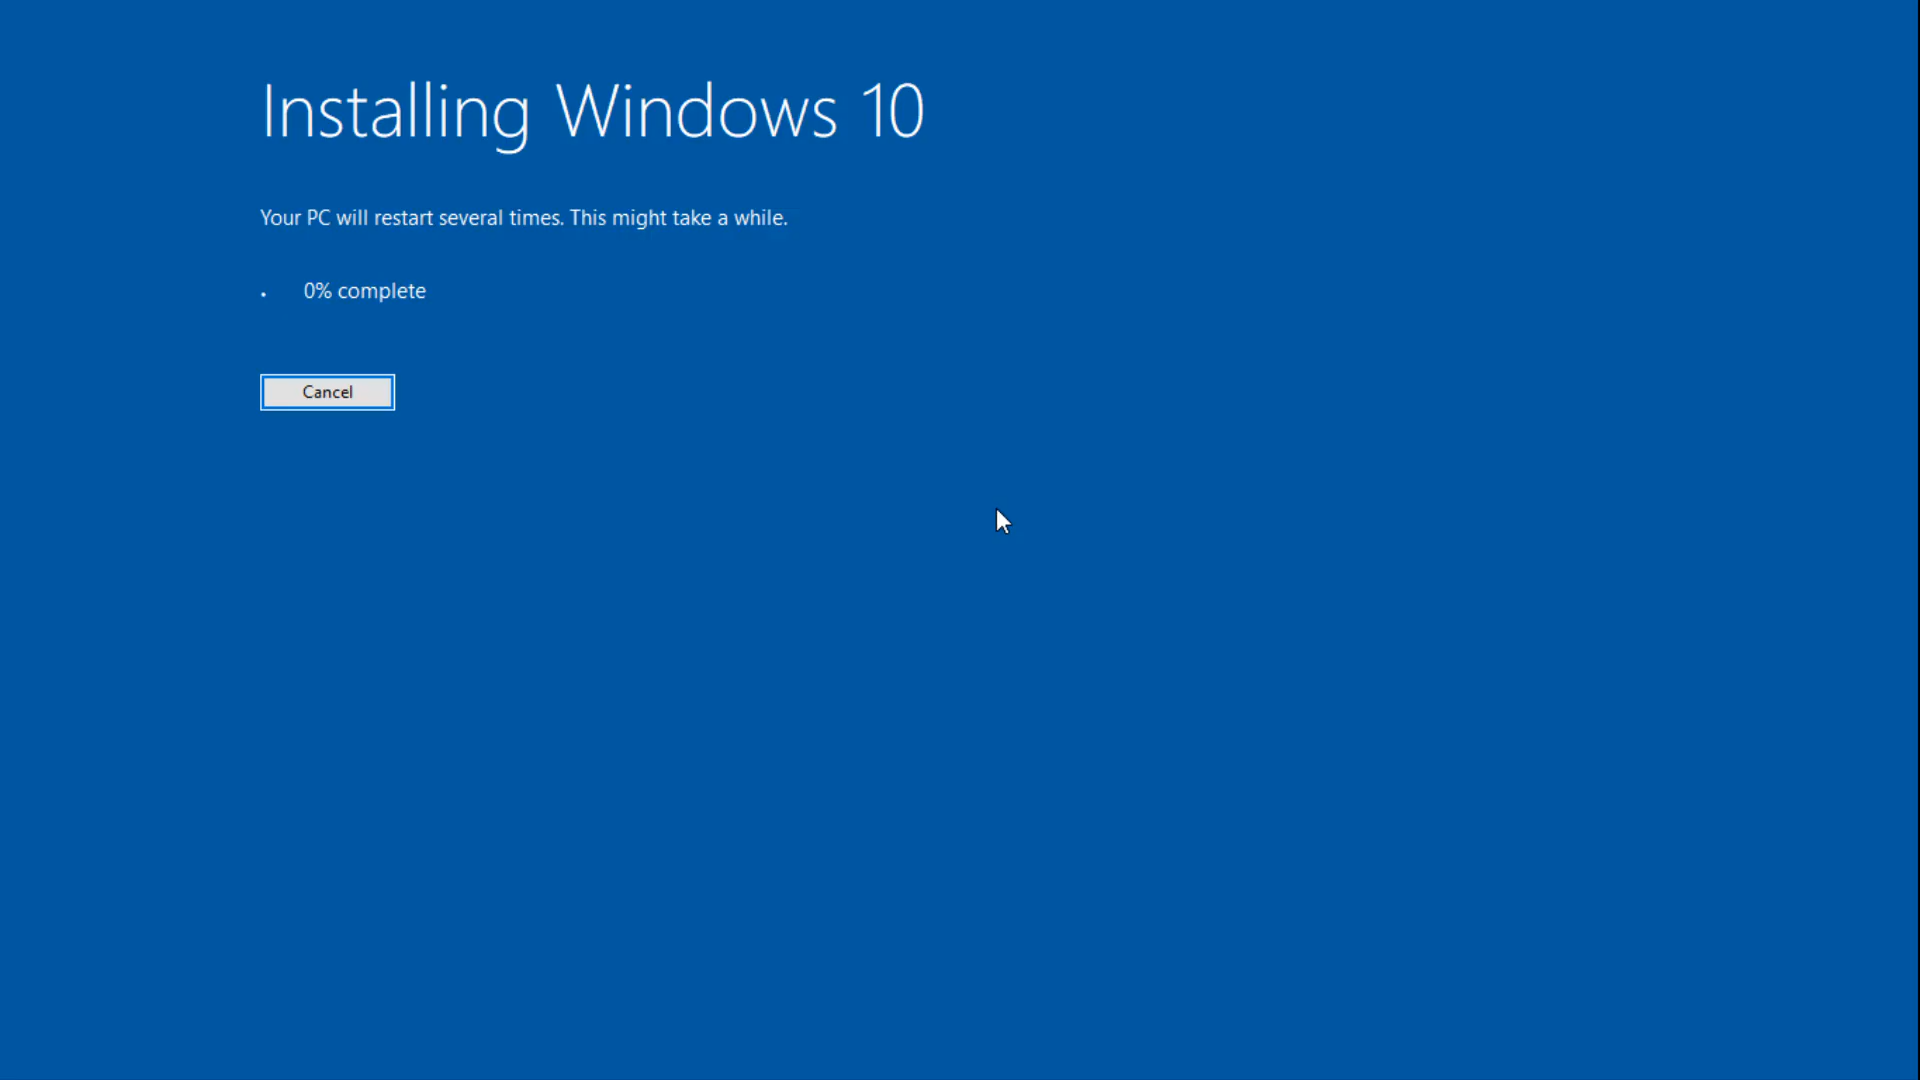 Installing Windows 10
Your PC will restart several times. This might take a while.
0% complete
Cancel